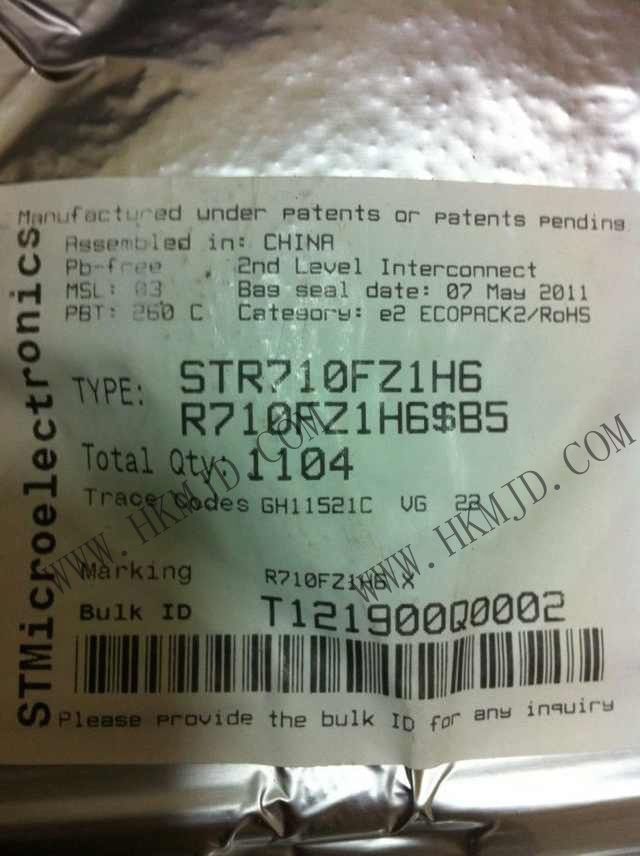 Manufactured under patents or patents pending
Assembled in: CHINA
Pb-free 2nd Level Interconnect
MSL: 03 Bag seal date: 07 May 2011
PBT: 260 C Category: e2 ECOPACK2/RoHS
TYPE: STR710FZ1H6
R710FZ1H6$B5
Total Qty: 1104
Trace codes GH11521C VG 23
Marking R710FZ1H6 X
Bulk ID T121900Q0002
Please provide the bulk ID for any inquiry
STMicroelectronics
WWW.HKMJD.COM
WWW.HKMJD.COM